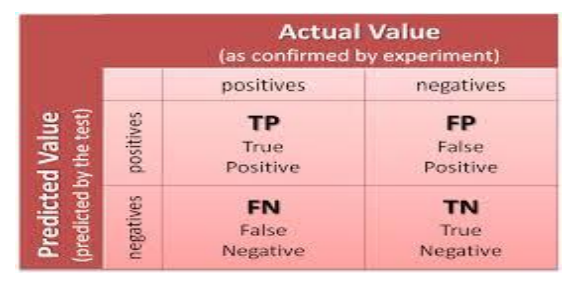 Actual Value
(as confirmed by experiment)
positives negatives
Predicted Value
(predicted by the test)
positives
TP
True
Positive
FP
False
Positive
negatives
FN
False
Negative
TN
True
Negative